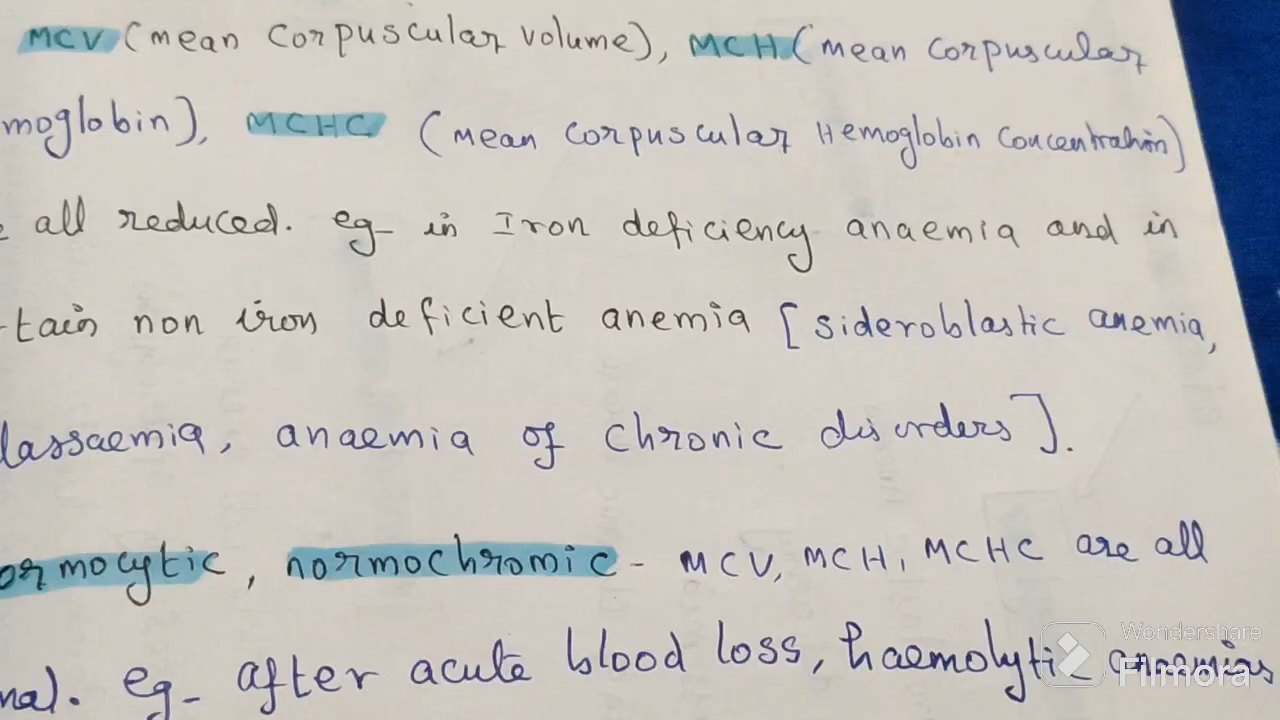 MCV (mean corpuscular volume), MCH (mean corpuscular
moglobin), MCHC (mean corpuscular Hemoglobin Concentration)
e all reduced. eg- in Iron deficiency anaemia and in
tain non iron deficient anemia [sideroblastic anemia,
lassaemia, anaemia of chronic disorders].
ormocytic, normochromic - MCV, MCH, MCHC are all
nal. eg- after acute blood loss, haemolytic anaemias
Wondershare
Filmora